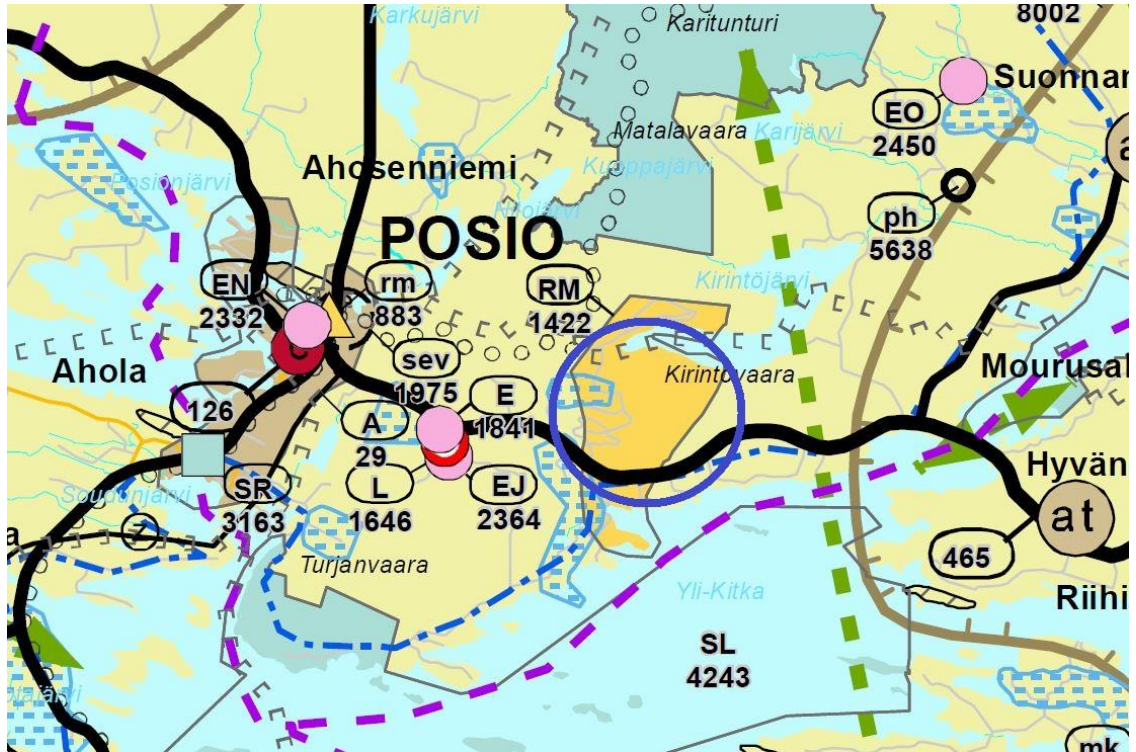 Karkujärvi
Karitunturi
8002
Suonnan
EO
2450
Matalavaara
Karijärvi
Ahosenniemi
Kuoppajärvi
Posionjärvi
ph
5638
POSIO
Kirintöjärvi
EN
2332
rm
883
RM
1422
Ahola
sev
1975
Kirintövaara
Mourusal
126
A
29
E
1841
SR
3163
L
1646
EJ
2364
Hyvän
at
465
Turjanvaara
Yli-Kitka
Riihi
SL
4243
mk